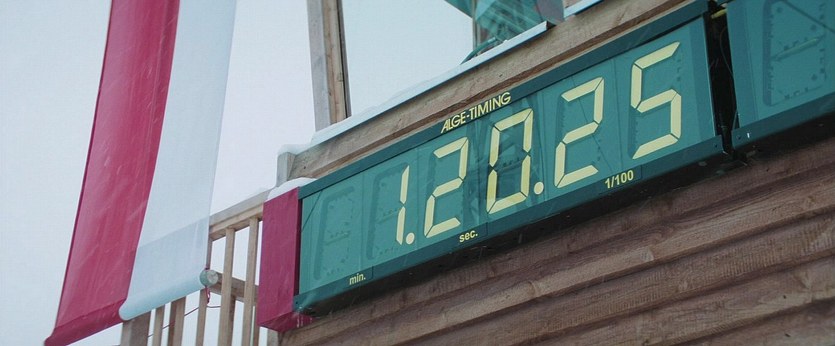 ALGE-TIMING
1.20.25
min. sec. 1/100